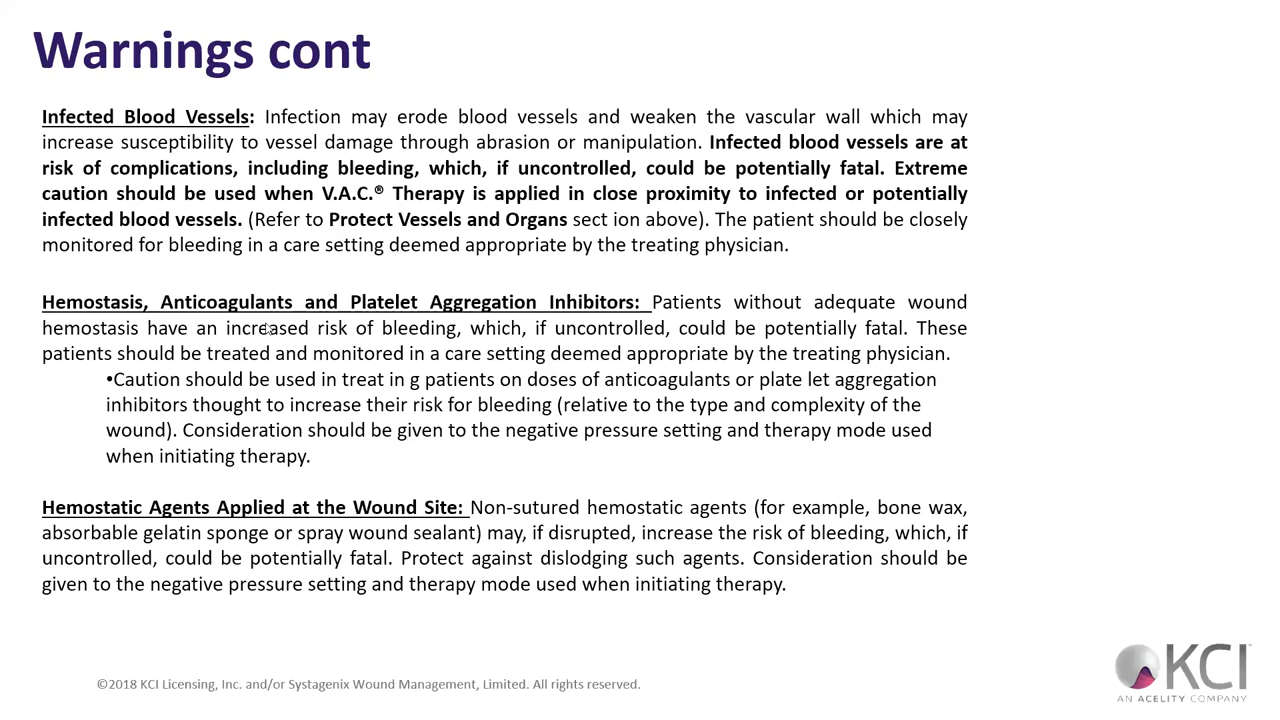 Warnings cont
Infected Blood Vessels: Infection may erode blood vessels and weaken the vascular wall which may
increase susceptibility to vessel damage through abrasion or manipulation. Infected blood vessels are at
risk of complications, including bleeding, which, if uncontrolled, could be potentially fatal. Extreme
caution should be used when V.A.C.® Therapy is applied in close proximity to infected or potentially
infected blood vessels. (Refer to Protect Vessels and Organs sect ion above). The patient should be closely
monitored for bleeding in a care setting deemed appropriate by the treating physician.
Hemostasis, Anticoagulants and Platelet Aggregation Inhibitors: Patients without adequate wound
hemostasis have an increased risk of bleeding, which, if uncontrolled, could be potentially fatal. These
patients should be treated and monitored in a care setting deemed appropriate by the treating physician.
•Caution should be used in treat in g patients on doses of anticoagulants or plate let aggregation
inhibitors thought to increase their risk for bleeding (relative to the type and complexity of the
wound). Consideration should be given to the negative pressure setting and therapy mode used
when initiating therapy.
Hemostatic Agents Applied at the Wound Site: Non-sutured hemostatic agents (for example, bone wax,
absorbable gelatin sponge or spray wound sealant) may, if disrupted, increase the risk of bleeding, which, if
uncontrolled, could be potentially fatal. Protect against dislodging such agents. Consideration should be
given to the negative pressure setting and therapy mode used when initiating therapy.
KCI™
AN ACELITY COMPANY
©2018 KCI Licensing, Inc. and/or Systagenix Wound Management, Limited. All rights reserved.